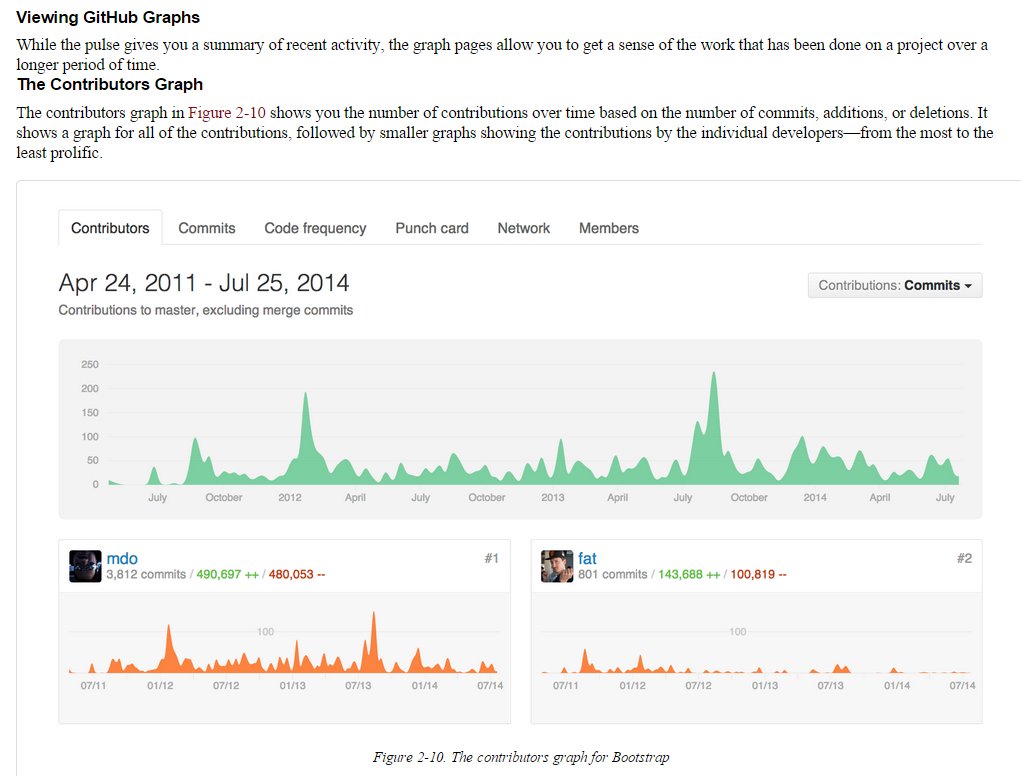 Viewing GitHub Graphs
While the pulse gives you a summary of recent activity, the graph pages allow you to get a sense of the work that has been done on a project over a
longer period of time.
The Contributors Graph
The contributors graph in Figure 2-10 shows you the number of contributions over time based on the number of commits, additions, or deletions. It
shows a graph for all of the contributions, followed by smaller graphs showing the contributions by the individual developers—from the most to the
least prolific.
Contributors Commits Code frequency Punch card Network Members
Apr 24, 2011 - Jul 25, 2014
Contributions: Commits
Contributions to master, excluding merge commits
250
200
150
100
50
0
July October 2012 April July October 2013 April July October 2014 April July
mdo #1
3,812 commits / 490,697 ++ / 480,053 --
100
07/11 01/12 07/12 01/13 07/13 01/14 07/14
fat #2
801 commits / 143,688 ++ / 100,819 --
100
07/11 01/12 07/12 01/13 07/13 01/14 07/14
Figure 2-10. The contributors graph for Bootstrap